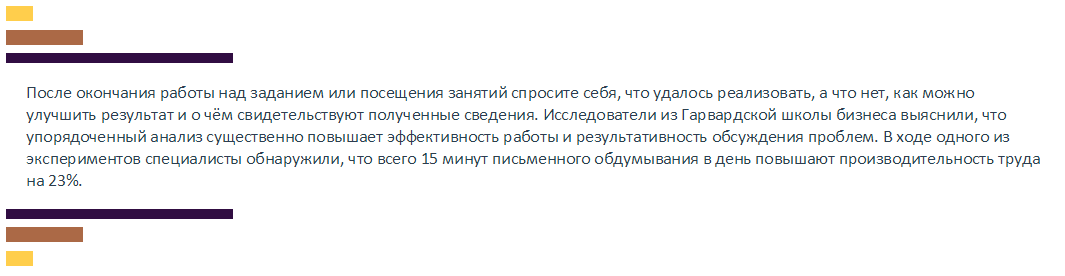 После окончания работы над заданием или посещения занятий спросите себя, что удалось реализовать, а что нет, как можно
улучшить результат и о чём свидетельствуют полученные сведения. Исследователи из Гарвардской школы бизнеса выяснили, что
упорядоченный анализ существенно повышает эффективность работы и результативность обсуждения проблем. В ходе одного из
экспериментов специалисты обнаружили, что всего 15 минут письменного обдумывания в день повышают производительность труда
на 23%.